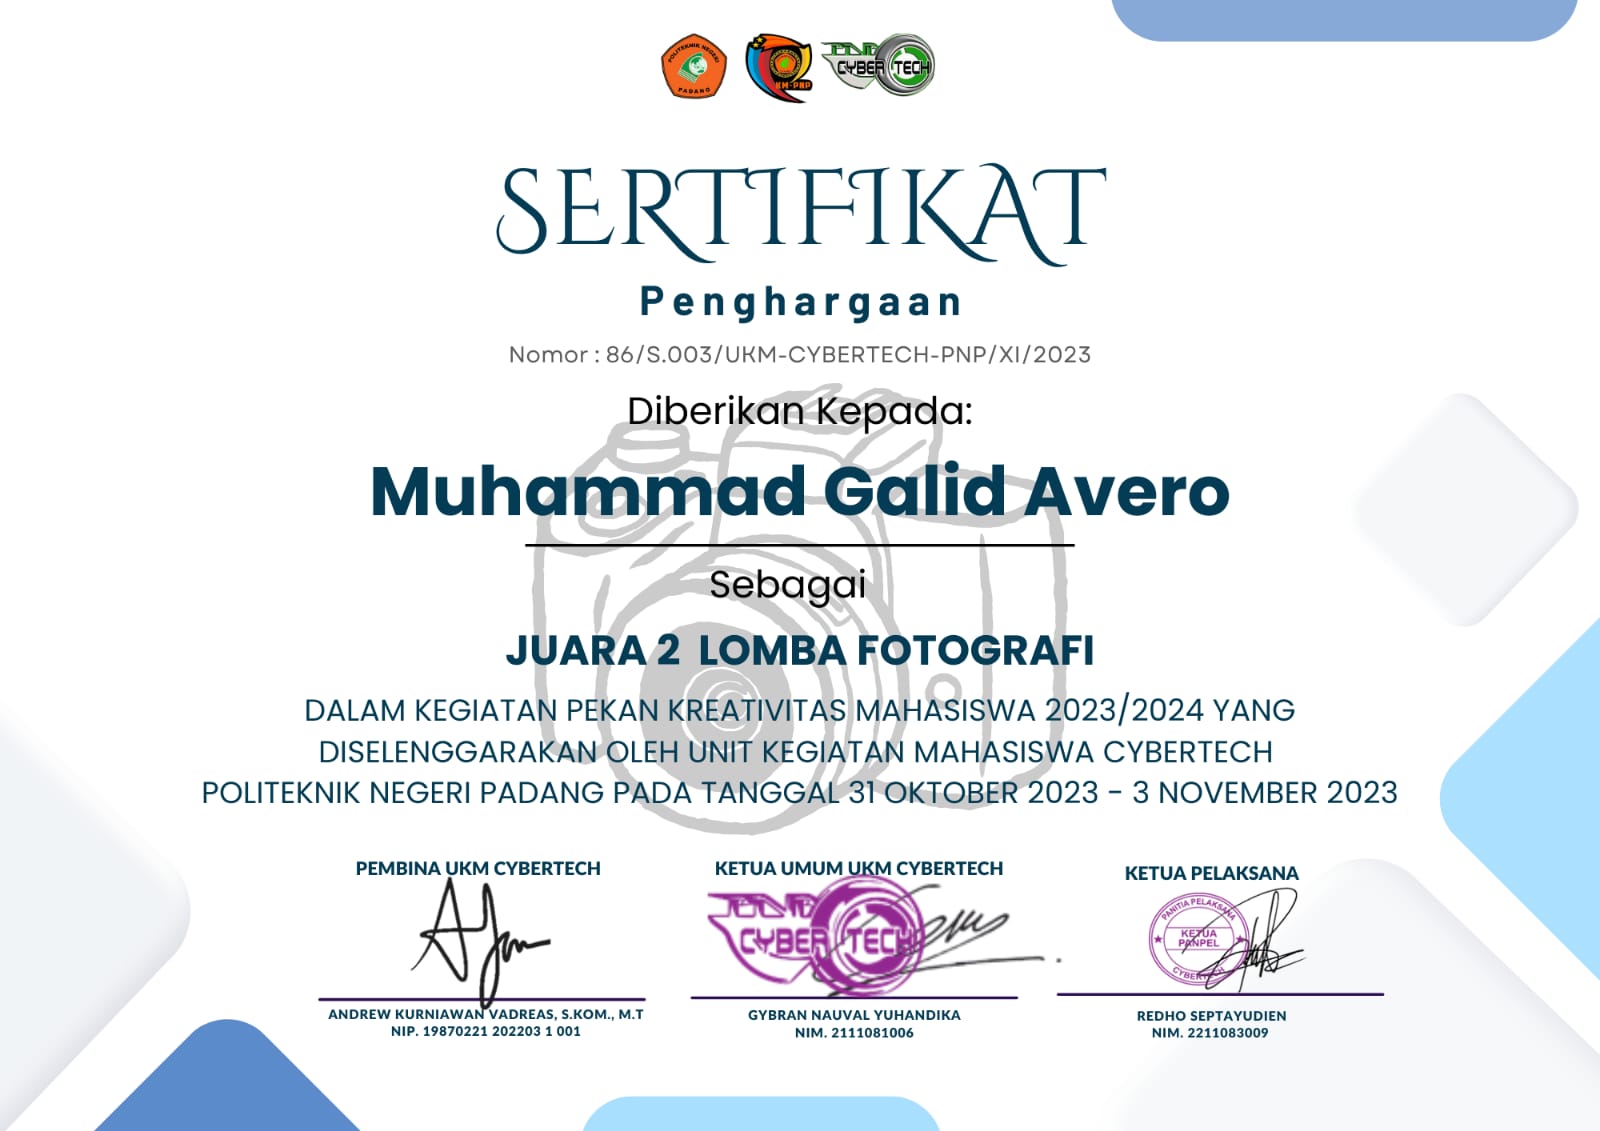 POLITEKNIK NEGERI
PADANG
KM-PNP
PNP
CYBER TECH
SERTIFIKAT
Penghargaan
Nomor : 86/S.003/UKM-CYBERTECH-PNP/XI/2023
Diberikan Kepada:
Muhammad Galid Avero
Sebagai
JUARA 2 LOMBA FOTOGRAFI
DALAM KEGIATAN PEKAN KREATIVITAS MAHASISWA 2023/2024 YANG
DISELENGGARAKAN OLEH UNIT KEGIATAN MAHASISWA CYBERTECH
POLITEKNIK NEGERI PADANG PADA TANGGAL 31 OKTOBER 2023 - 3 NOVEMBER 2023
PEMBINA UKM CYBERTECH
ANDREW KURNIAWAN VADREAS, S.KOM., M.T
NIP. 19870221 202203 1 001
KETUA UMUM UKM CYBERTECH
PNP
CYBER TECH
GYBRAN NAUVAL YUHANDIKA
NIM. 2111081006
KETUA PELAKSANA
PANITIA PELAKSANA
KETUA
PANPEL
CYBERTECH
REDHO SEPTAYUDIEN
NIM. 2211083009